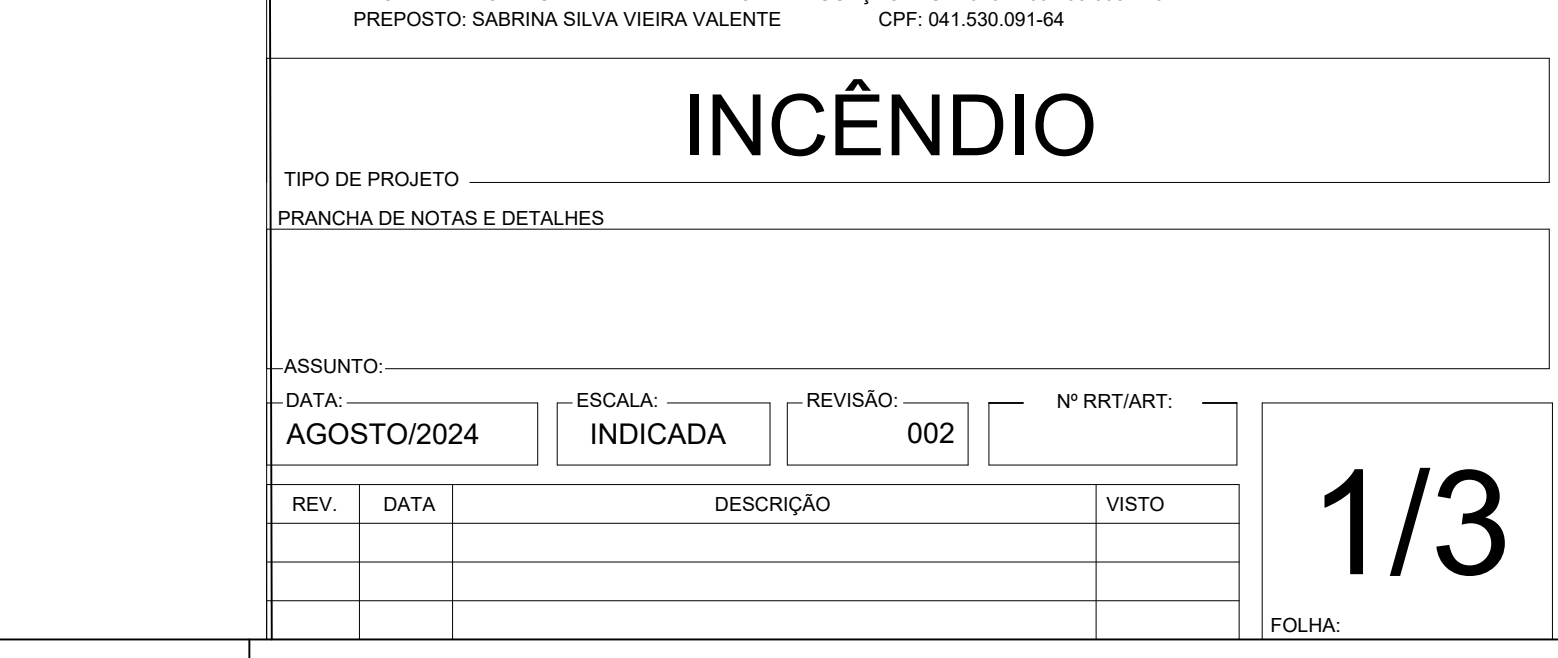 PREPOSTO: SABRINA SILVA VIEIRA VALENTE CPF: 041.530.091-64
INCÊNDIO
TIPO DE PROJETO
PRANCHA DE NOTAS E DETALHES
ASSUNTO:
DATA: ESCALA: REVISÃO: Nº RRT/ART:
AGOSTO/2024 INDICADA 002
REV. DATA DESCRIÇÃO VISTO
1/3
FOLHA: